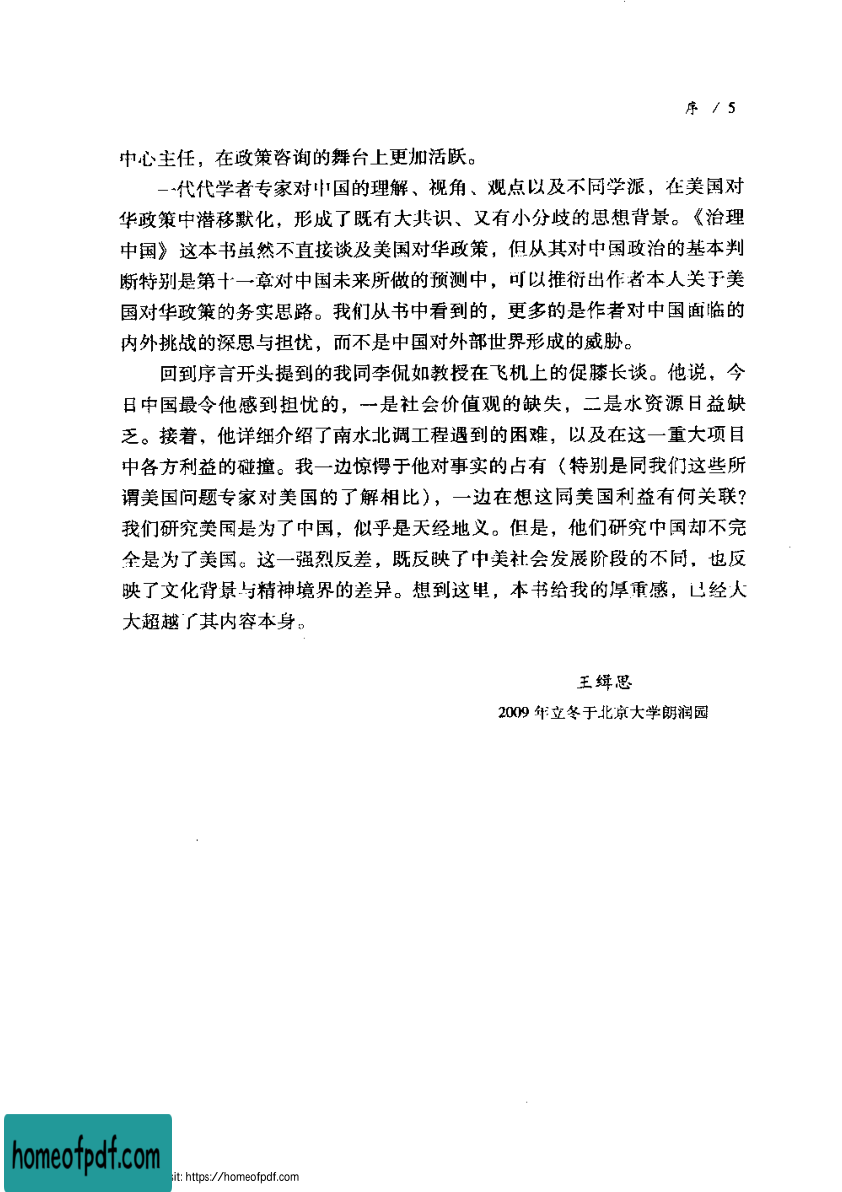 序 / 5
中心主任，在政策咨询的舞台上更加活跃。
一代代学者专家对中国的理解、视角、观点以及不同学派，在美国对
华政策中潜移默化，形成了既有大共识、又有小分歧的思想背景。《治理
中国》这本书虽然不直接谈及美国对华政策，但从其对中国政治的基本判
断特别是第十一章对中国未来所做的预测中，可以推衍出作者本人关于美
国对华政策的务实思路。我们从书中看到的，更多的是作者对中国面临的
内外挑战的深思与担忧，而不是中国对外部世界形成的威胁。
回到序言开头提到的我同李侃如教授在飞机上的促膝长谈。他说，今
日中国最令他感到担忧的，一是社会价值观的缺失，二是水资源日益缺
乏。接着，他详细介绍了南水北调工程遇到的困难，以及在这一重大项目
中各方利益的碰撞。我一边惊愕于他对事实的占有（特别是同我们这些所
谓美国问题专家对美国的了解相比），一边在想这同美国利益有何关联？
我们研究美国是为了中国，似乎是天经地义。但是，他们研究中国却不完
全是为了美国。这一强烈反差，既反映了中美社会发展阶段的不同，也反
映了文化背景与精神境界的差异。想到这里，本书给我的厚重感，已经大
大超越了其内容本身。
王缉思
2009 年立冬于北京大学朗润园
homeofpdf.com
sit: https://homeofpdf.com